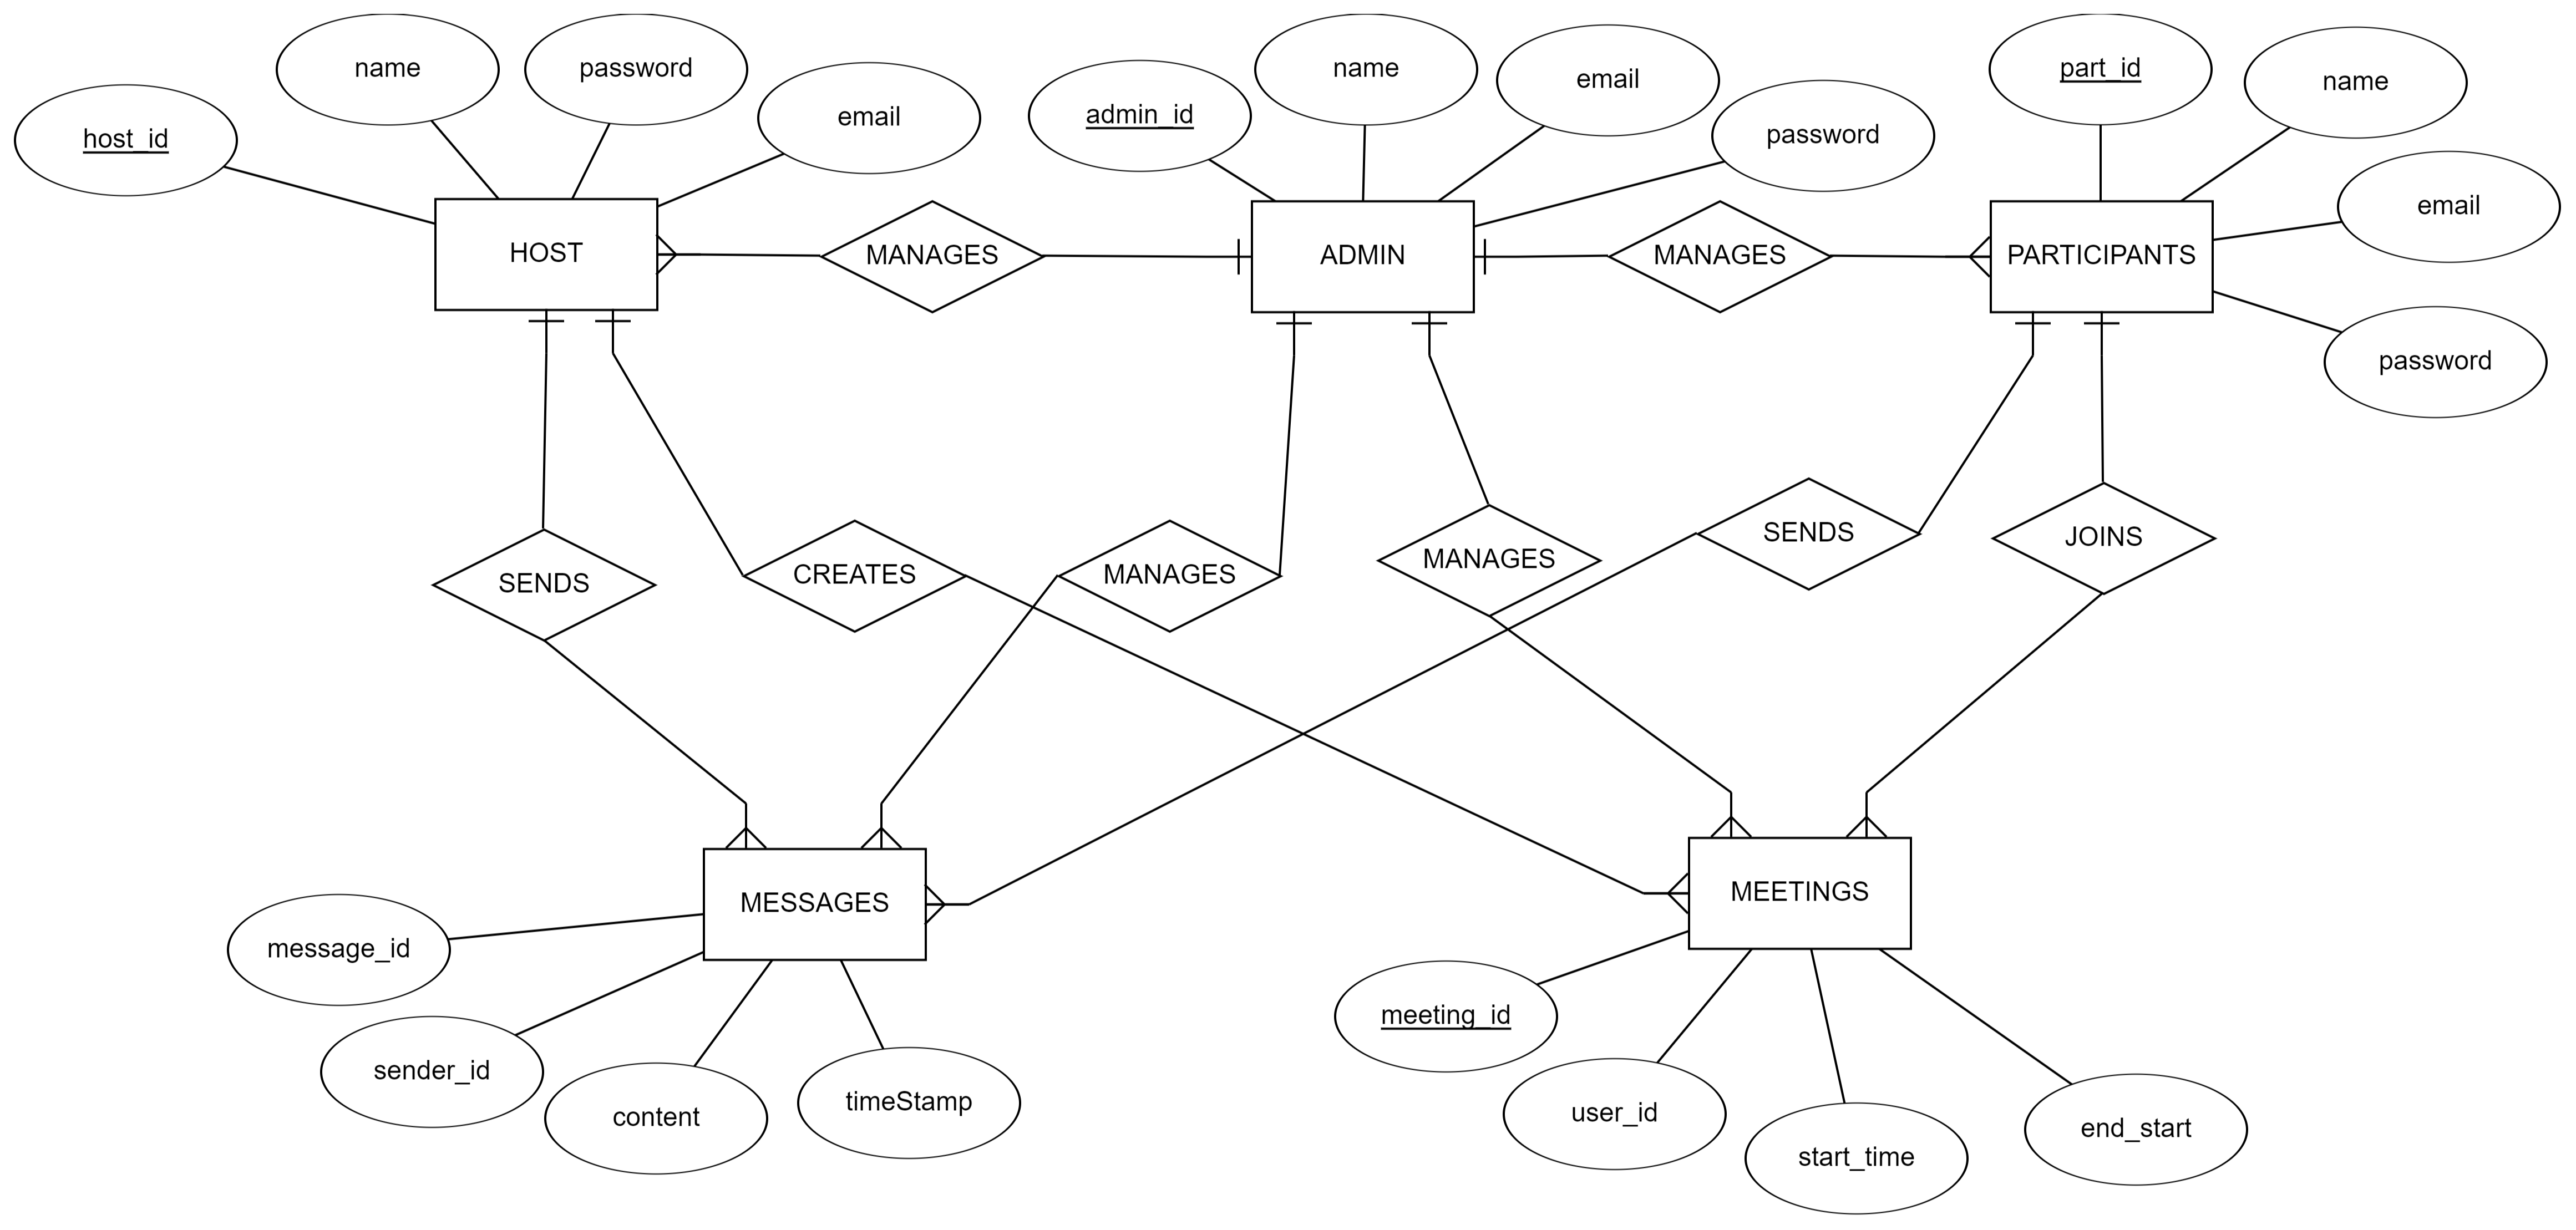 name
password
email
host_id
admin_id
name
email
password
part_id
name
email
password
HOST
MANAGES
ADMIN
MANAGES
PARTICIPANTS
SENDS
CREATES
MANAGES
MANAGES
SENDS
JOINS
MESSAGES
MEETINGS
message_id
sender_id
content
timeStamp
meeting_id
user_id
start_time
end_start